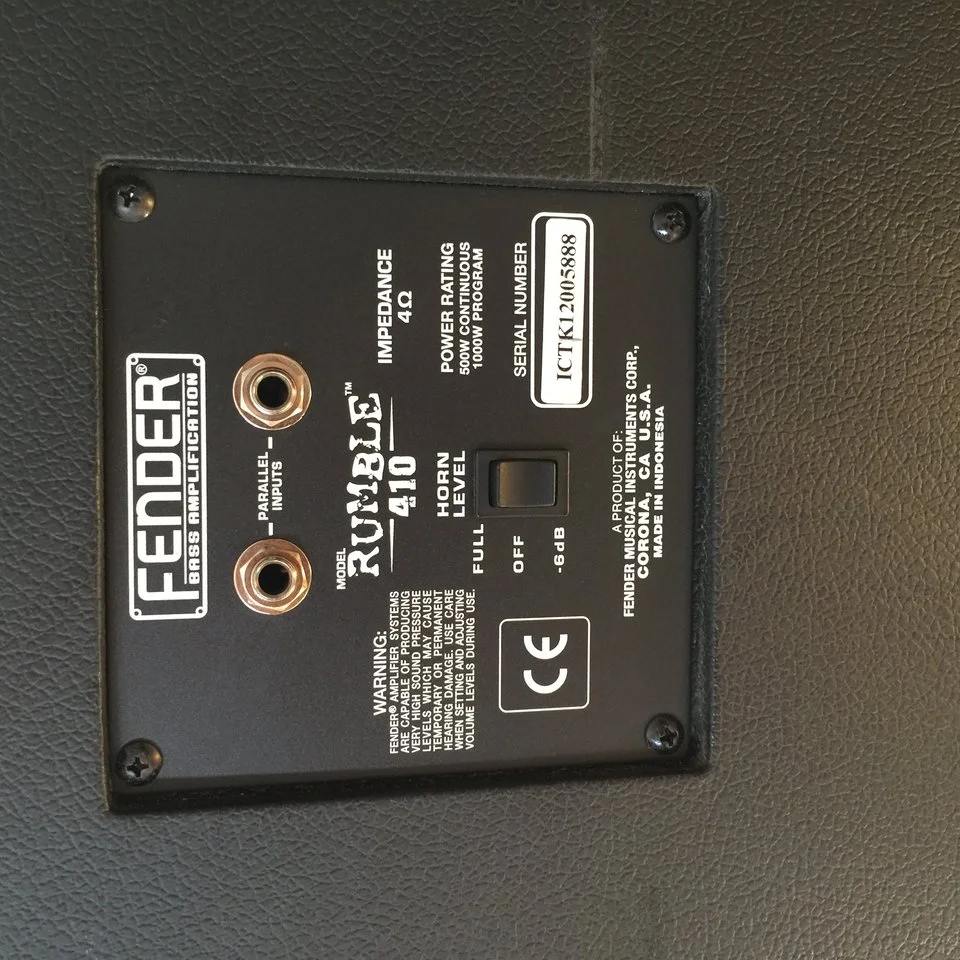 FENDER®
BASS AMPLIFICATION
PARALLEL
INPUTS
MODEL
RUMBLE™
410
IMPEDANCE
4Ω
WARNING:
FENDER® AMPLIFIER SYSTEMS
ARE CAPABLE OF PRODUCING
VERY HIGH SOUND PRESSURE
LEVELS WHICH MAY CAUSE
TEMPORARY OR PERMANENT
HEARING DAMAGE. USE CARE
WHEN SETTING AND ADJUSTING
VOLUME LEVELS DURING USE.
HORN
LEVEL
FULL
OFF
-6dB
POWER RATING
500W CONTINUOUS
1000W PROGRAM
SERIAL NUMBER
ICTK12005888
CE
A PRODUCT OF:
FENDER MUSICAL INSTRUMENTS CORP.,
CORONA, CA U.S.A.
MADE IN INDONESIA